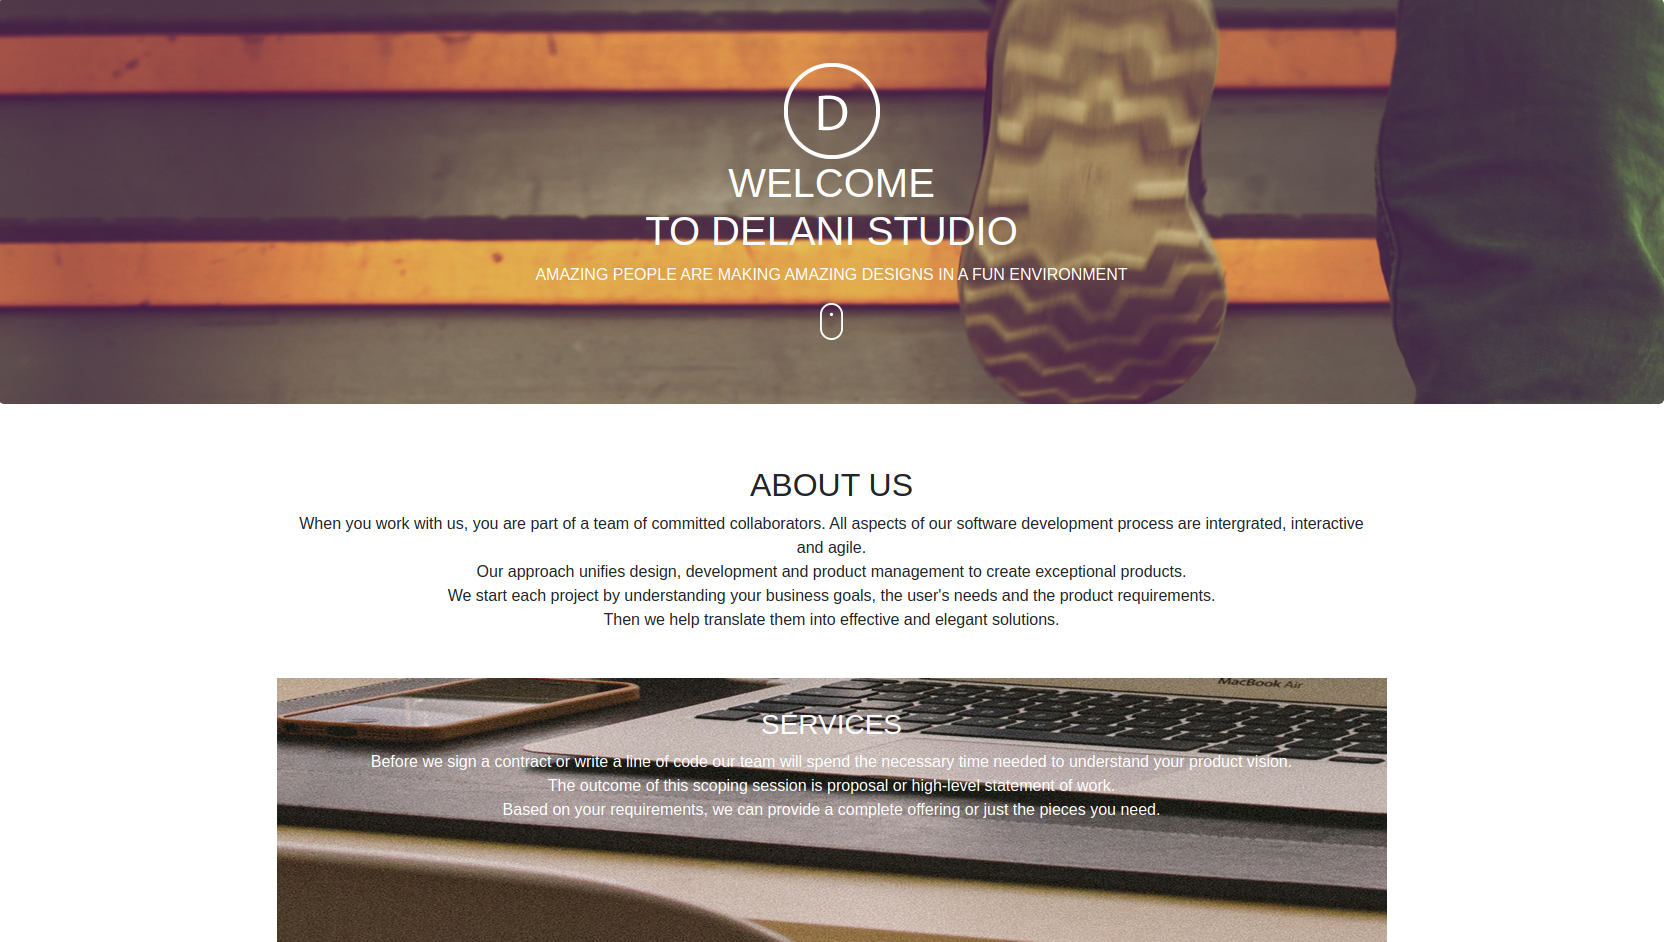 D
WELCOME
TO DELANI STUDIO
AMAZING PEOPLE ARE MAKING AMAZING DESIGNS IN A FUN ENVIRONMENT
ABOUT US
When you work with us, you are part of a team of committed collaborators. All aspects of our software development process are intergrated, interactive
and agile.
Our approach unifies design, development and product management to create exceptional products.
We start each project by understanding your business goals, the user's needs and the product requirements.
Then we help translate them into effective and elegant solutions.
MacBook Air
SERVICES
Before we sign a contract or write a line of code our team will spend the necessary time needed to understand your product vision.
The outcome of this scoping session is proposal or high-level statement of work.
Based on your requirements, we can provide a complete offering or just the pieces you need.